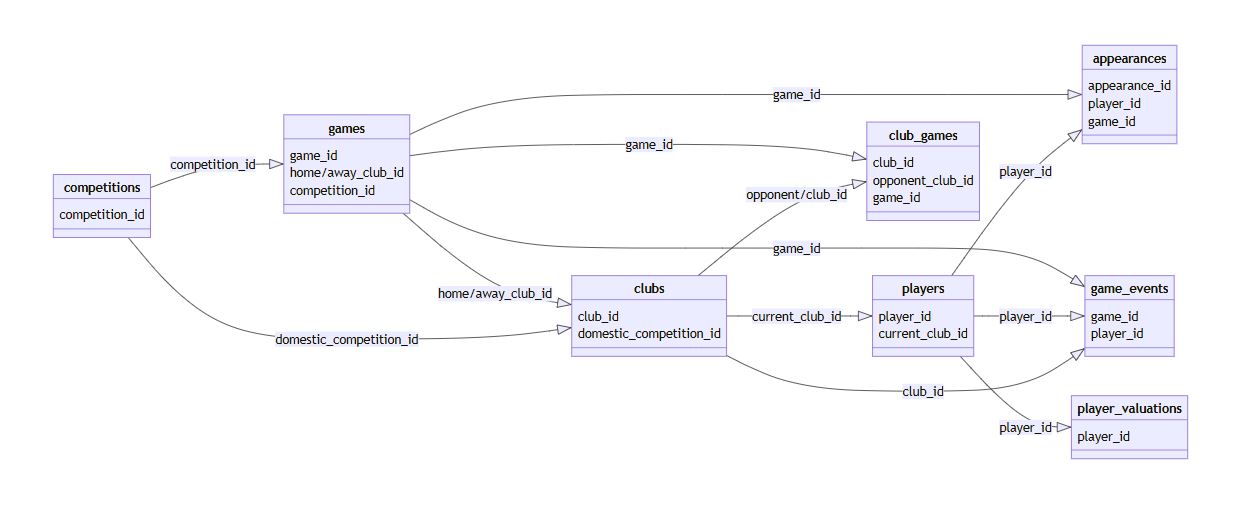 competitions
competition_id
competition_id
domestic_competition_id
games
game_id
home/away_club_id
competition_id
game_id
game_id
game_id
home/away_club_id
clubs
club_id
domestic_competition_id
opponent/club_id
current_club_id
club_id
club_games
club_id
opponent_club_id
game_id
players
player_id
current_club_id
player_id
player_id
player_id
appearances
appearance_id
player_id
game_id
game_events
game_id
player_id
player_valuations
player_id